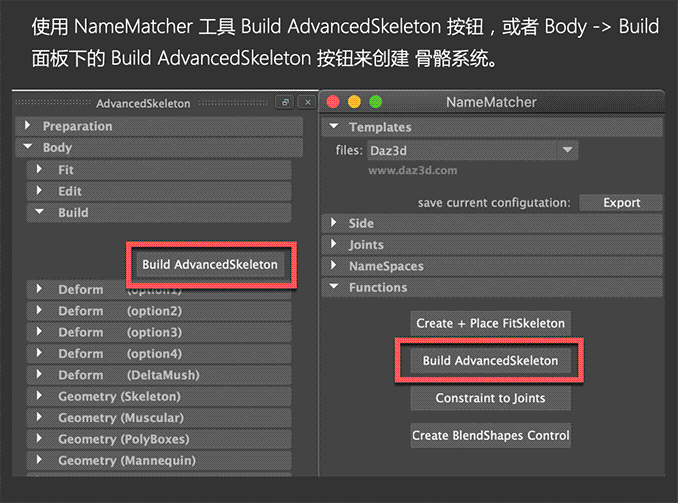 使用 NameMatcher 工具 Build AdvancedSkeleton 按钮，或者 Body -> Build
面板下的 Build AdvancedSkeleton 按钮来创建 骨骼系统。
AdvancedSkeleton
Preparation
Body
Fit
Edit
Build
Build AdvancedSkeleton
Deform (option1)
Deform (option2)
Deform (option3)
Deform (option4)
Deform (DeltaMush)
Geometry (Skeleton)
Geometry (Muscular)
Geometry (PolyBoxes)
Geometry (Mannequin)
NameMatcher
Templates
files: Daz3d
www.daz3d.com
save current configutation: Export
Side
Joints
NameSpaces
Functions
Create + Place FitSkeleton
Build AdvancedSkeleton
Constraint to Joints
Create BlendShapes Control